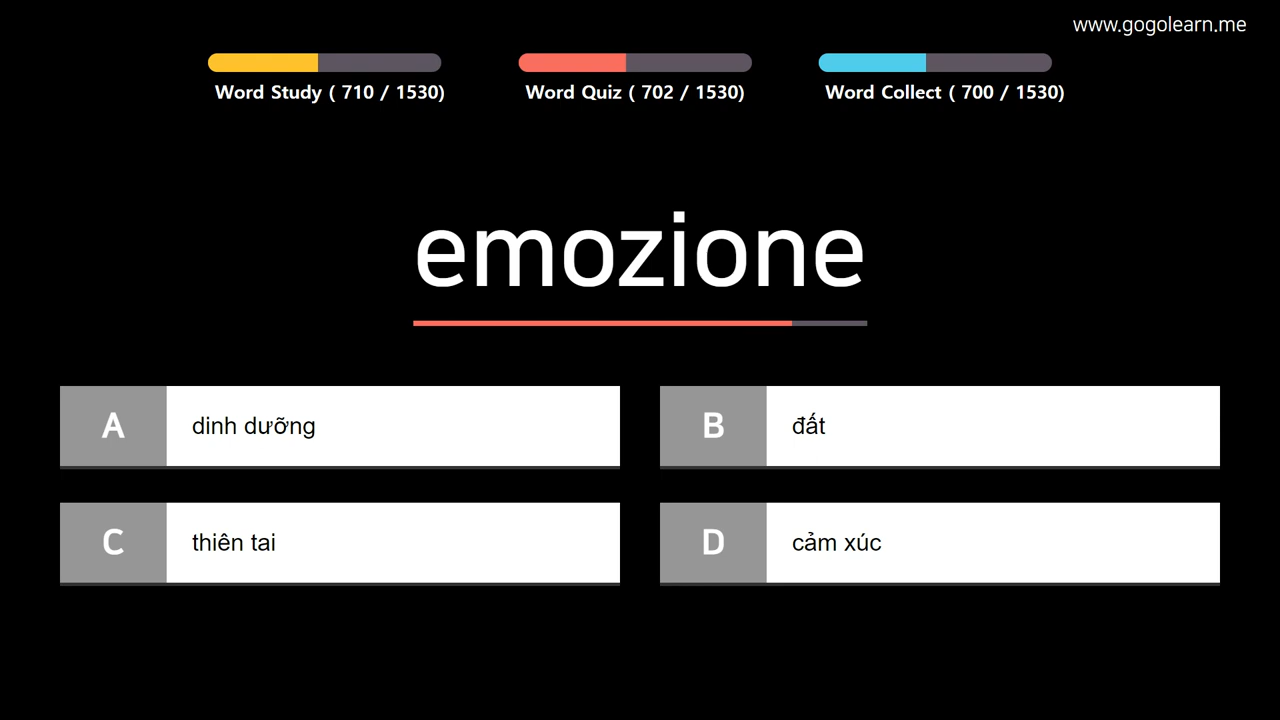 www.gogolearn.me
Word Study ( 710 / 1530)
Word Quiz ( 702 / 1530)
Word Collect ( 700 / 1530)
emozione
A
dinh dưỡng
B
đất
C
thiên tai
D
cảm xúc